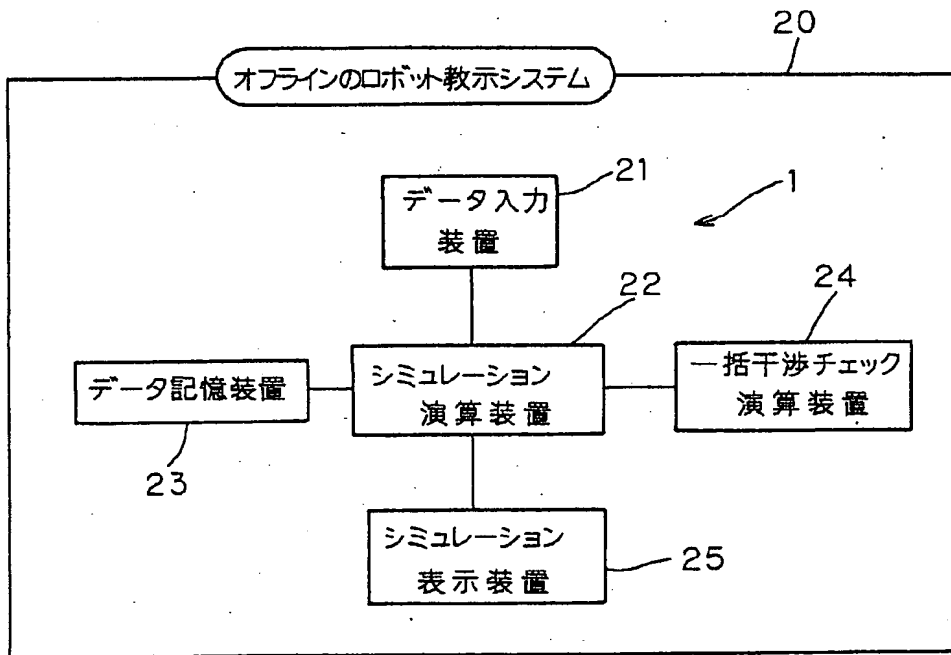 20
オフラインのロボット教示システム
21
1
データ入力
装置
22
24
データ記憶装置
シミュレーション
演算装置
一括干渉チェック
演算装置
23
シミュレーション
表示装置
25